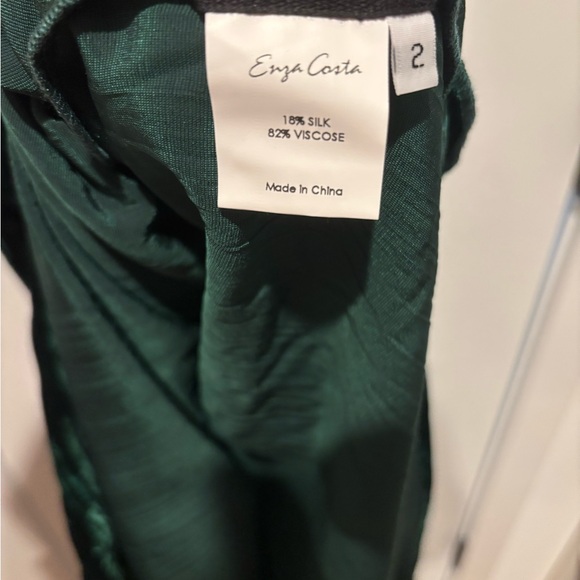 Enza Costa
2
18% SILK
82% VISCOSE
Made in China